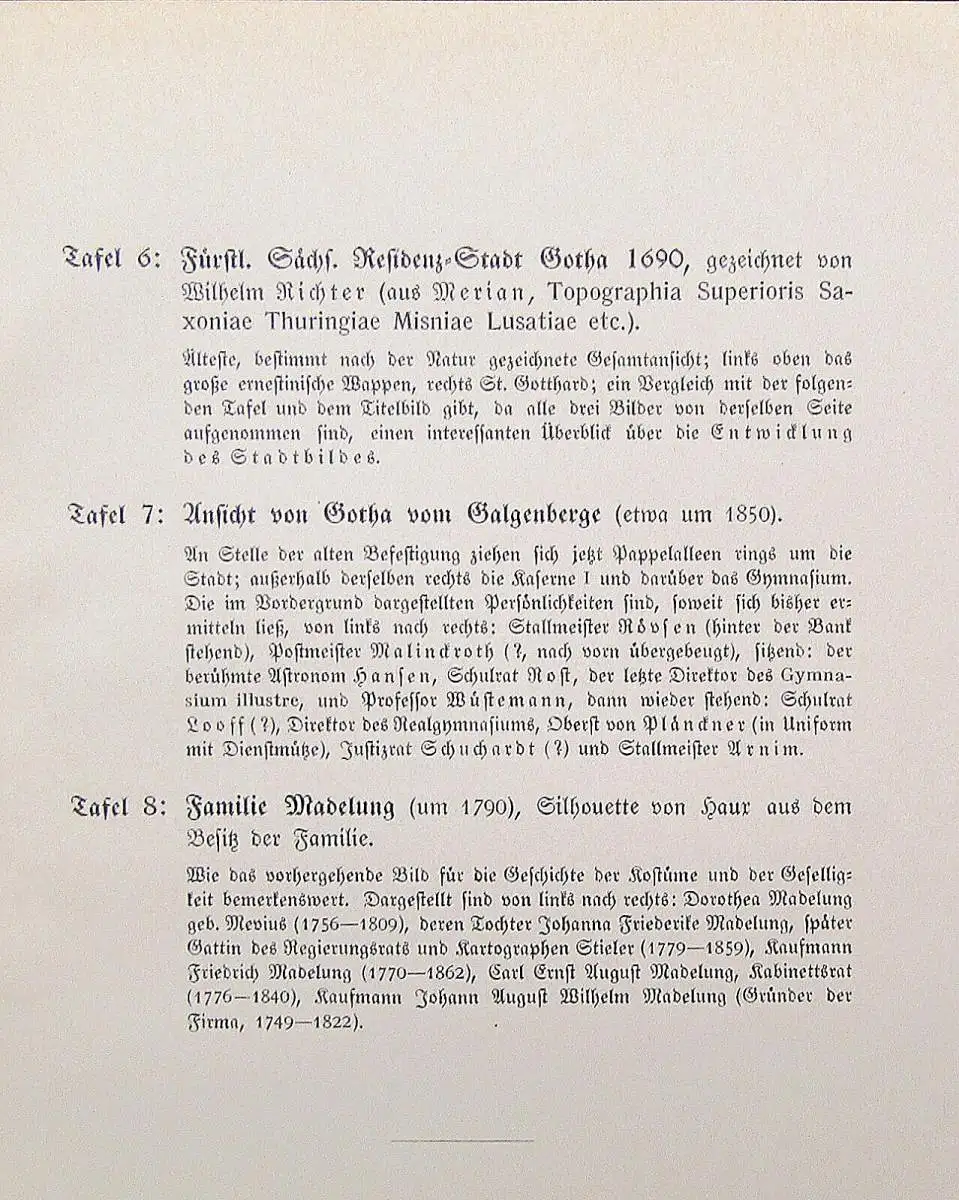 Tafel 6: Fürstl. Sächs. Residenz-Stadt Gotha 1690, gezeichnet von
Wilhelm Richter (aus Merian, Topographia Superioris Sa-
xoniae Thuringiae Misniae Lusatiae etc.).
Älteste, bestimmt nach der Natur gezeichnete Gesamtansicht; links oben das
große ernestinische Wappen, rechts St. Gotthard; ein Vergleich mit der folgen-
den Tafel und dem Titelbild gibt, da alle drei Bilder von derselben Seite
aufgenommen sind, einen interessanten Überblick über die Entwicklung
des Stadtbildes.
Tafel 7: Ansicht von Gotha vom Galgenberge (etwa um 1850).
An Stelle der alten Befestigung ziehen sich jetzt Pappelalleen rings um die
Stadt; außerhalb derselben rechts die Kaserne I und darüber das Gymnasium.
Die im Vordergrund dargestellten Persönlichkeiten sind, soweit sich bisher er-
mitteln ließ, von links nach rechts: Stallmeister Növsen (hinter der Bank
stehend), Postmeister Malinckroth (?, nach vorn übergebeugt), sitzend: der
berühmte Astronom Hansen, Schulrat Rost, der letzte Direktor des Gymna-
sium illustre, und Professor Wüstemann, dann wieder stehend: Schulrat
Looff (?), Direktor des Realgymnasiums, Oberst von Plänckner (in Uniform
mit Dienstmütze), Justizrat Schuchardt (?) und Stallmeister Arnim.
Tafel 8: Familie Madelung (um 1790), Silhouette von Haux aus dem
Besitz der Familie.
Wie das vorhergehende Bild für die Geschichte der Kostüme und der Gesellig-
keit bemerkenswert. Dargestellt sind von links nach rechts: Dorothea Madelung
geb. Mevius (1756—1809), deren Tochter Johanna Friederike Madelung, später
Gattin des Regierungsrats und Kartographen Stieler (1779—1859), Kaufmann
Friedrich Madelung (1770—1862), Carl Ernst August Madelung, Kabinettsrat
(1776—1840), Kaufmann Johann August Wilhelm Madelung (Gründer der
Firma, 1749—1822).